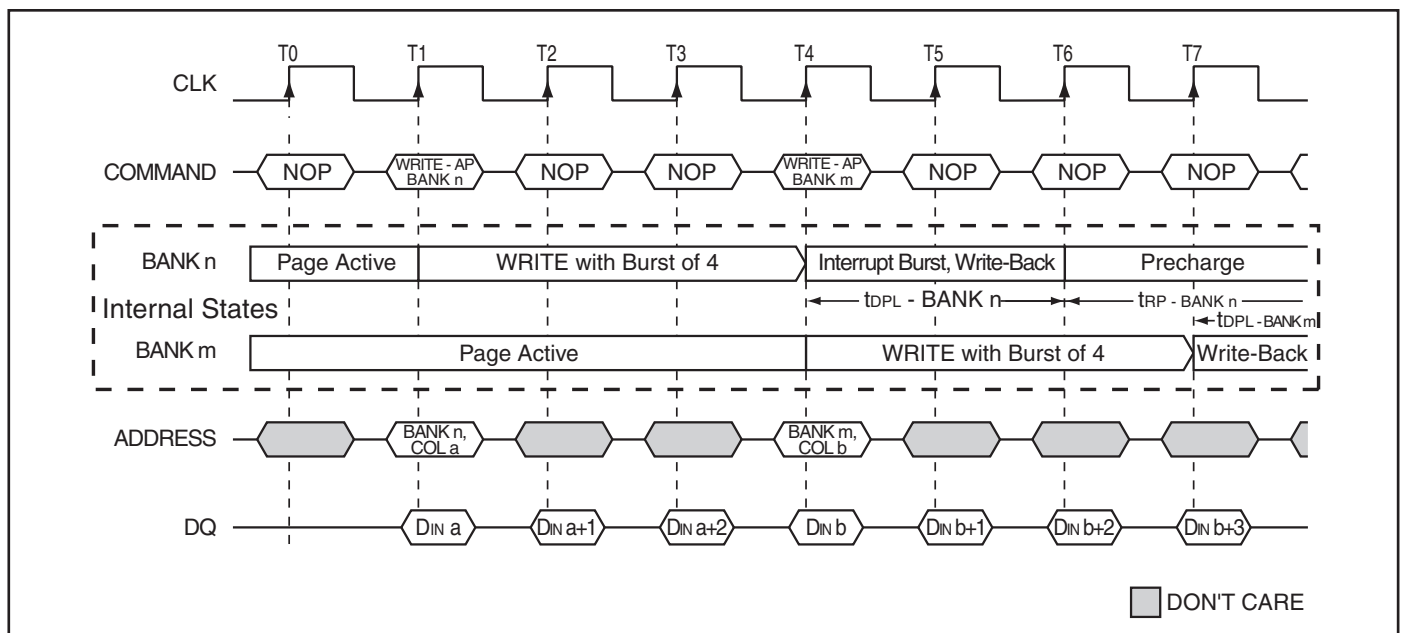 T0 T1 T2 T3 T4 T5 T6 T7
CLK
COMMAND NOP WRITE - AP BANK n NOP NOP WRITE - AP BANK m NOP NOP NOP
BANK n Page Active WRITE with Burst of 4 Interrupt Burst, Write-Back Precharge
Internal States tDPL - BANK n tRP - BANK n
tDPL - BANK m
BANK m Page Active WRITE with Burst of 4 Write-Back
ADDRESS BANK n, COL a BANK m, COL b
DQ DIN a DIN a+1 DIN a+2 DIN b DIN b+1 DIN b+2 DIN b+3
DON'T CARE